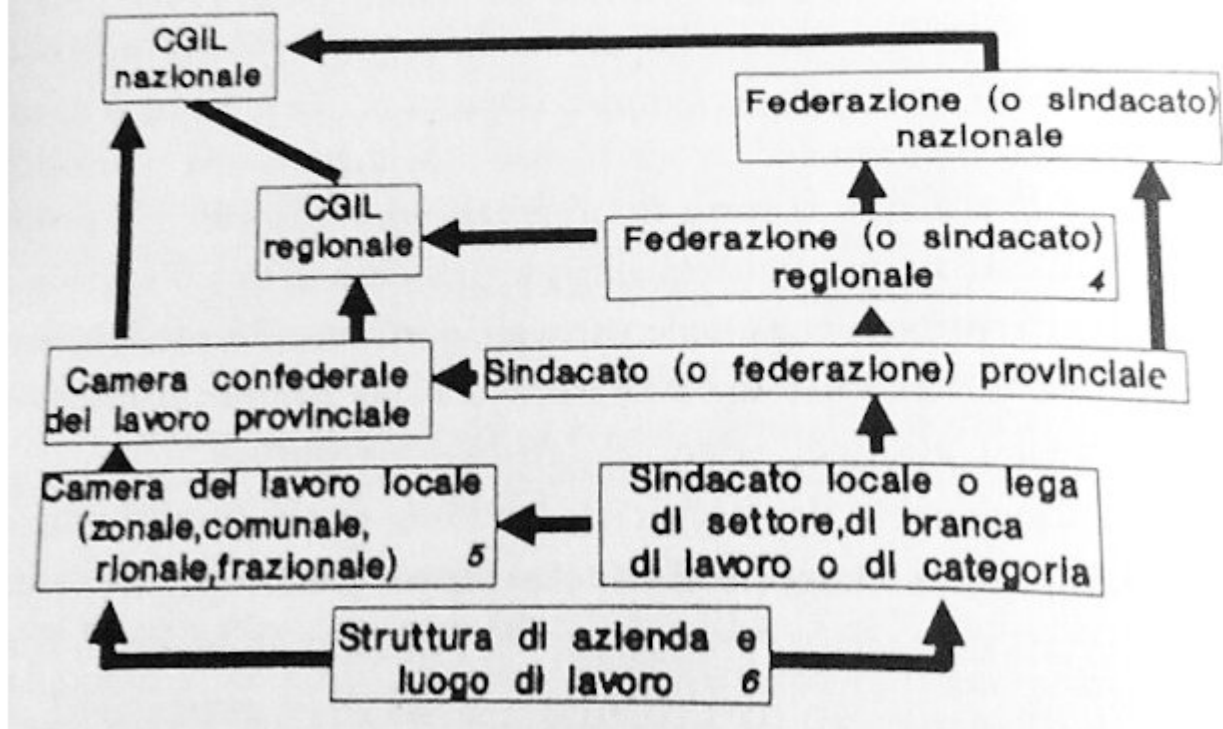 CGIL
nazionale
Federazione (o sindacato)
nazionale
CGIL
regionale
Federazione (o sindacato)
regionale 4
Camera confederale
del lavoro provinciale
Sindacato (o federazione) provinciale
Camera del lavoro locale
(zonale,comunale,
rionale,frazionale) 5
Sindacato locale o lega
di settore,di branca
di lavoro o di categoria
Struttura di azienda e
luogo di lavoro 6